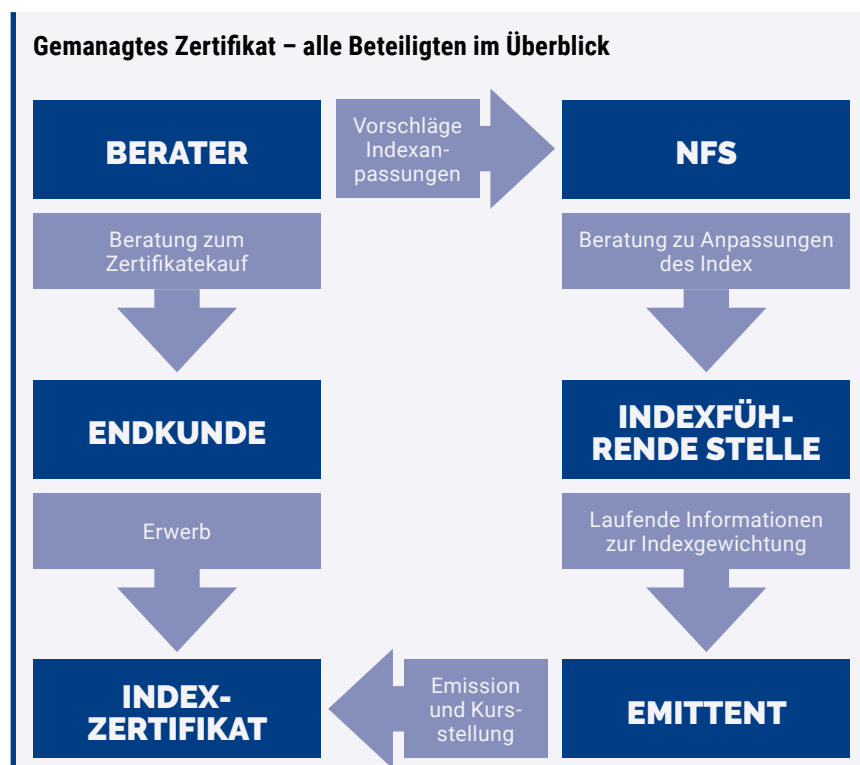 Gemanagtes Zertifikat – alle Beteiligten im Überblick
BERATER
Vorschläge
Indexan-
passungen
NFS
Beratung zum
Zertifikatekauf
Beratung zu Anpassungen
des Index
ENDKUNDE
INDEXFÜH-
RENDE STELLE
Erwerb
Laufende Informationen
zur Indexgewichtung
INDEX-
ZERTIFIKAT
Emission
und Kurs-
stellung
EMITTENT